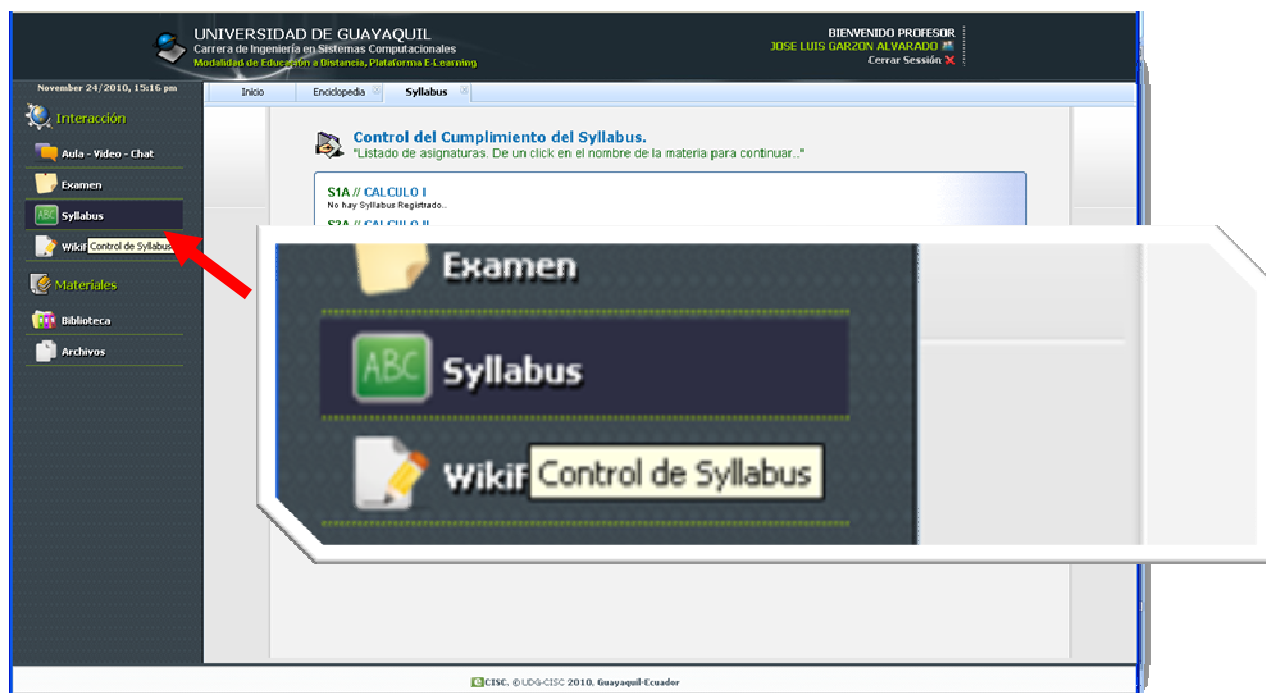 UNIVERSIDAD DE GUAYAQUIL
Carrera de Ingeniería en Sistemas Computacionales
Modalidad de Educación a Distancia, Plataforma E-Learning
BIENVENIDO PROFESOR
JOSE LUIS GARZON ALVARADO
Cerrar Sessión
November 24/2010, 15:16 pm
Inicio
Enciclopedia
Syllabus
Interacción
Aula - Video - Chat
Examen
Syllabus
Control de Syllabus
Materiales
Biblioteca
Archivos
Control del Cumplimiento del Syllabus.
"Listado de asignaturas. De un click en el nombre de la materia para continuar.."
S1A // CALCULO I
No hay Syllabus Registrado..
S2A // CALCULO II
Examen
ABC
Syllabus
Control de Syllabus
CISC. © UDG-CISC 2010. Guayaquil-Ecuador